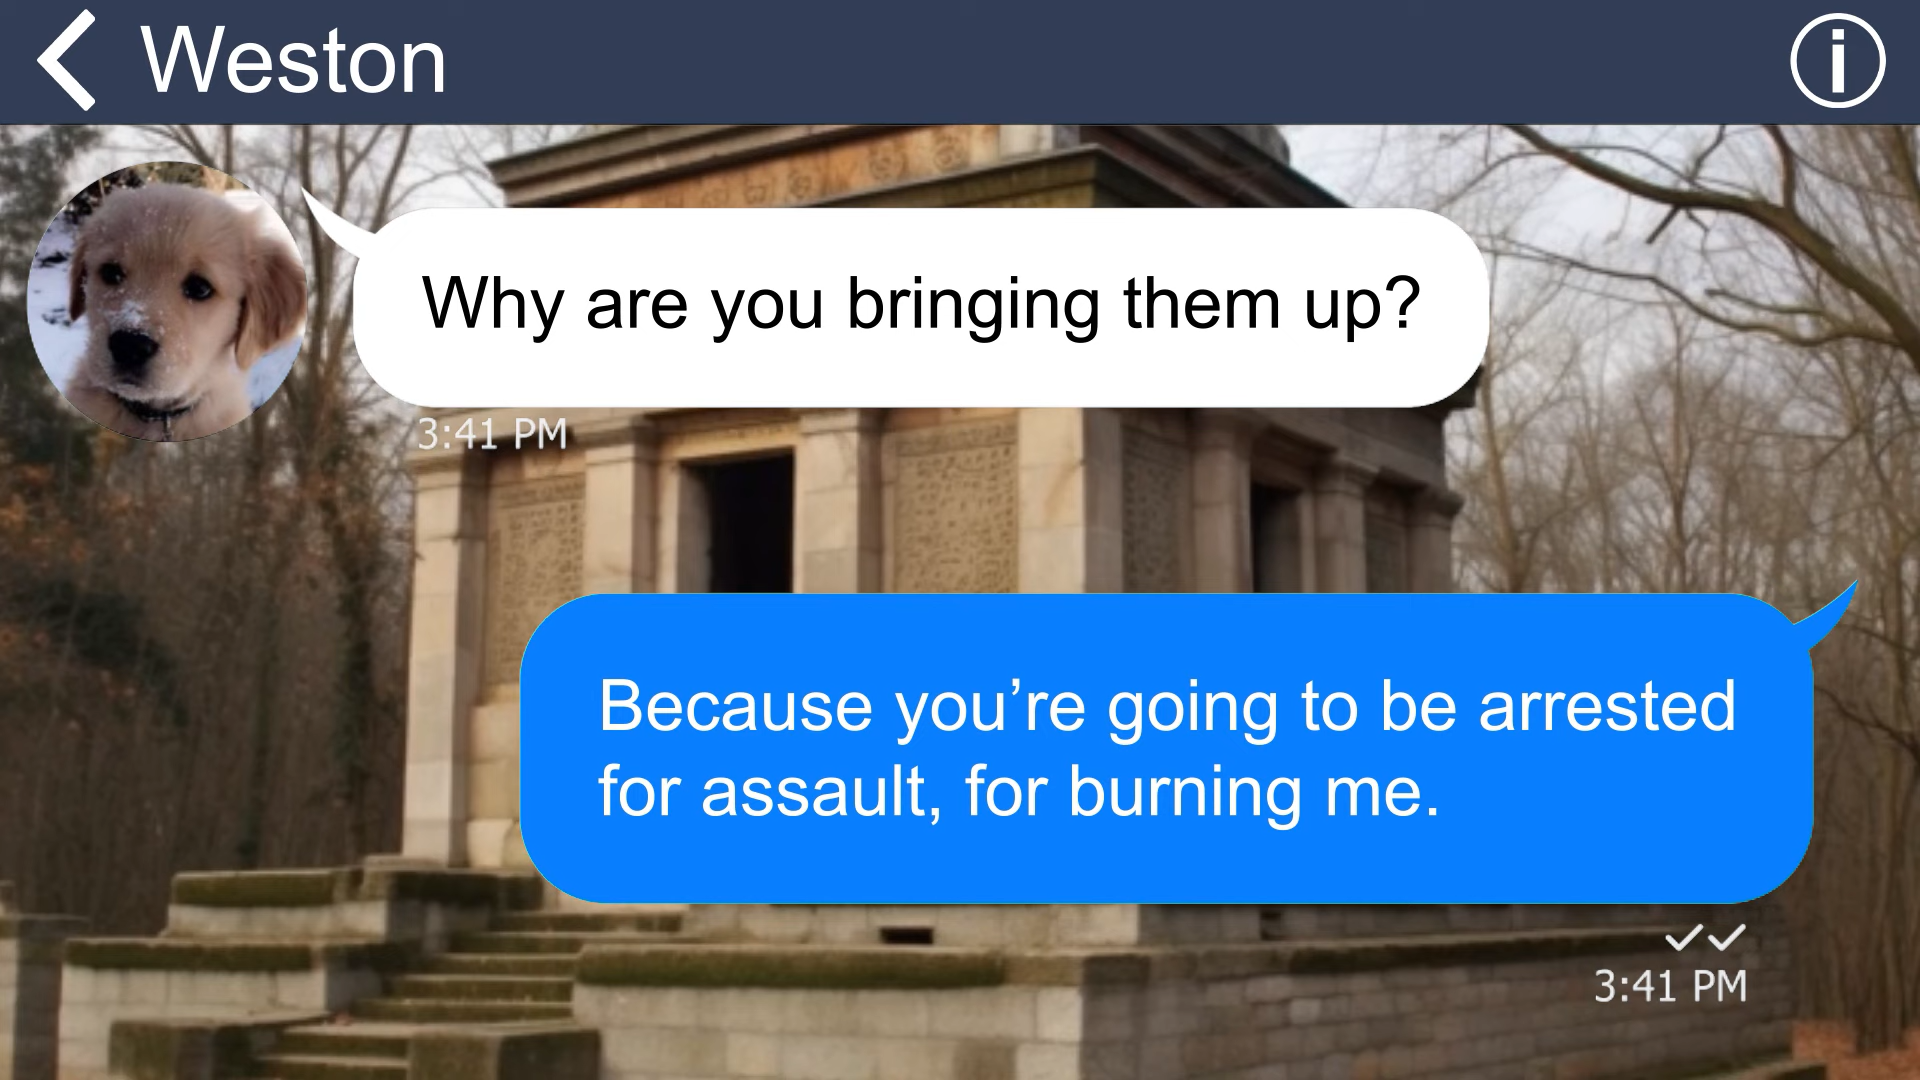 Weston
Why are you bringing them up?
3:41 PM
Because you’re going to be arrested
for assault, for burning me.
3:41 PM